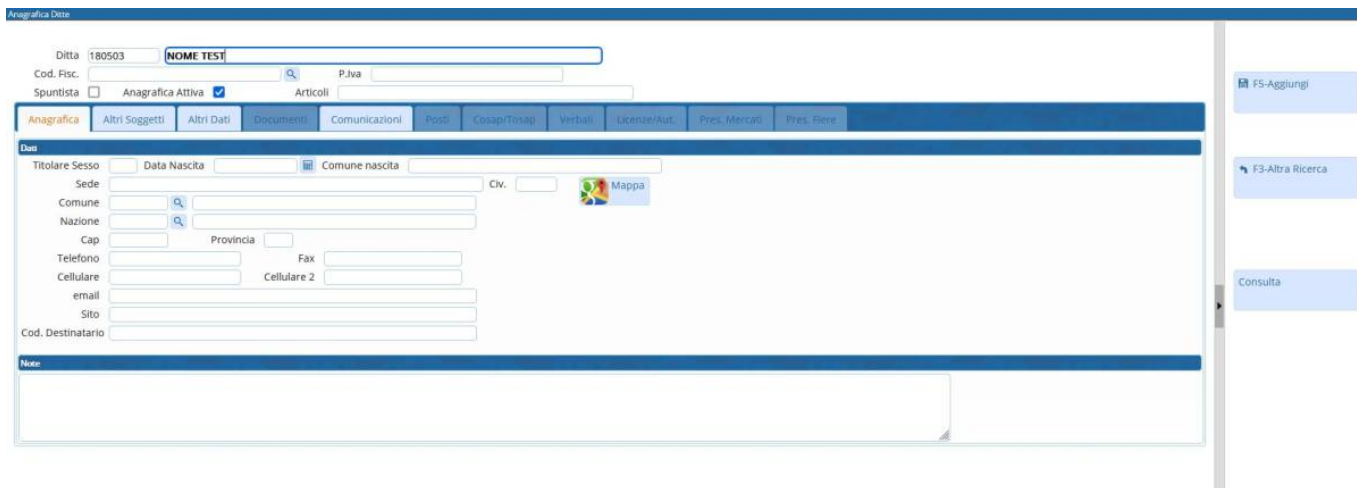 Anagrafica Ditte
Ditta 180503 NOME TEST
Cod. Fisc. P.Iva
Spuntista Anagrafica Attiva Articoli
Anagrafica Altri Soggetti Altri Dati Documenti Comunicazioni Posti Cosap/Tosap Verbali Licenze/Aut. Pres. Mercati Pres. Fiere
Dati
Titolare Sesso Data Nascita Comune nascita
Sede Civ. Mappa
Comune
Nazione
Cap Provincia
Telefono Fax
Cellulare Cellulare 2
email
Sito
Cod. Destinatario
Note
F5-Aggiungi
F3-Altra Ricerca
Consulta